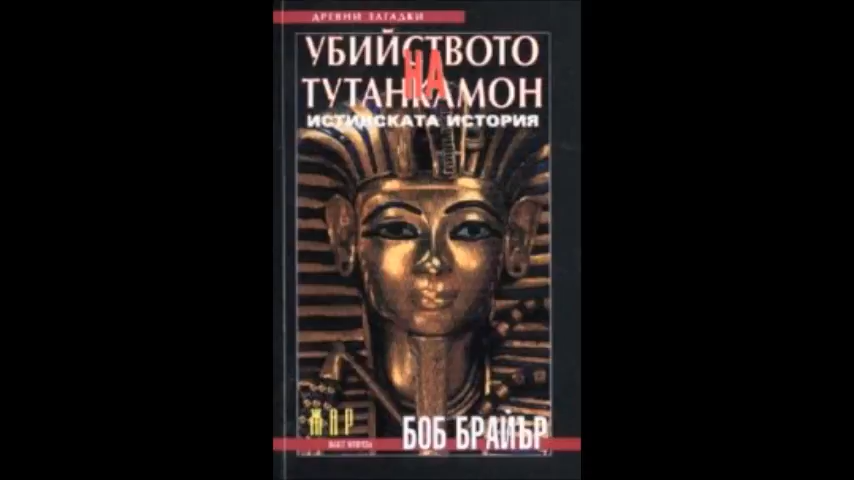 ДРЕВНИ ЗАГАДКИ
УБИЙСТВОТО
НА
ТУТАНКАМОН
ИСТИНСКАТА ИСТОРИЯ
ЖАР
БОБ БРАЙЪР